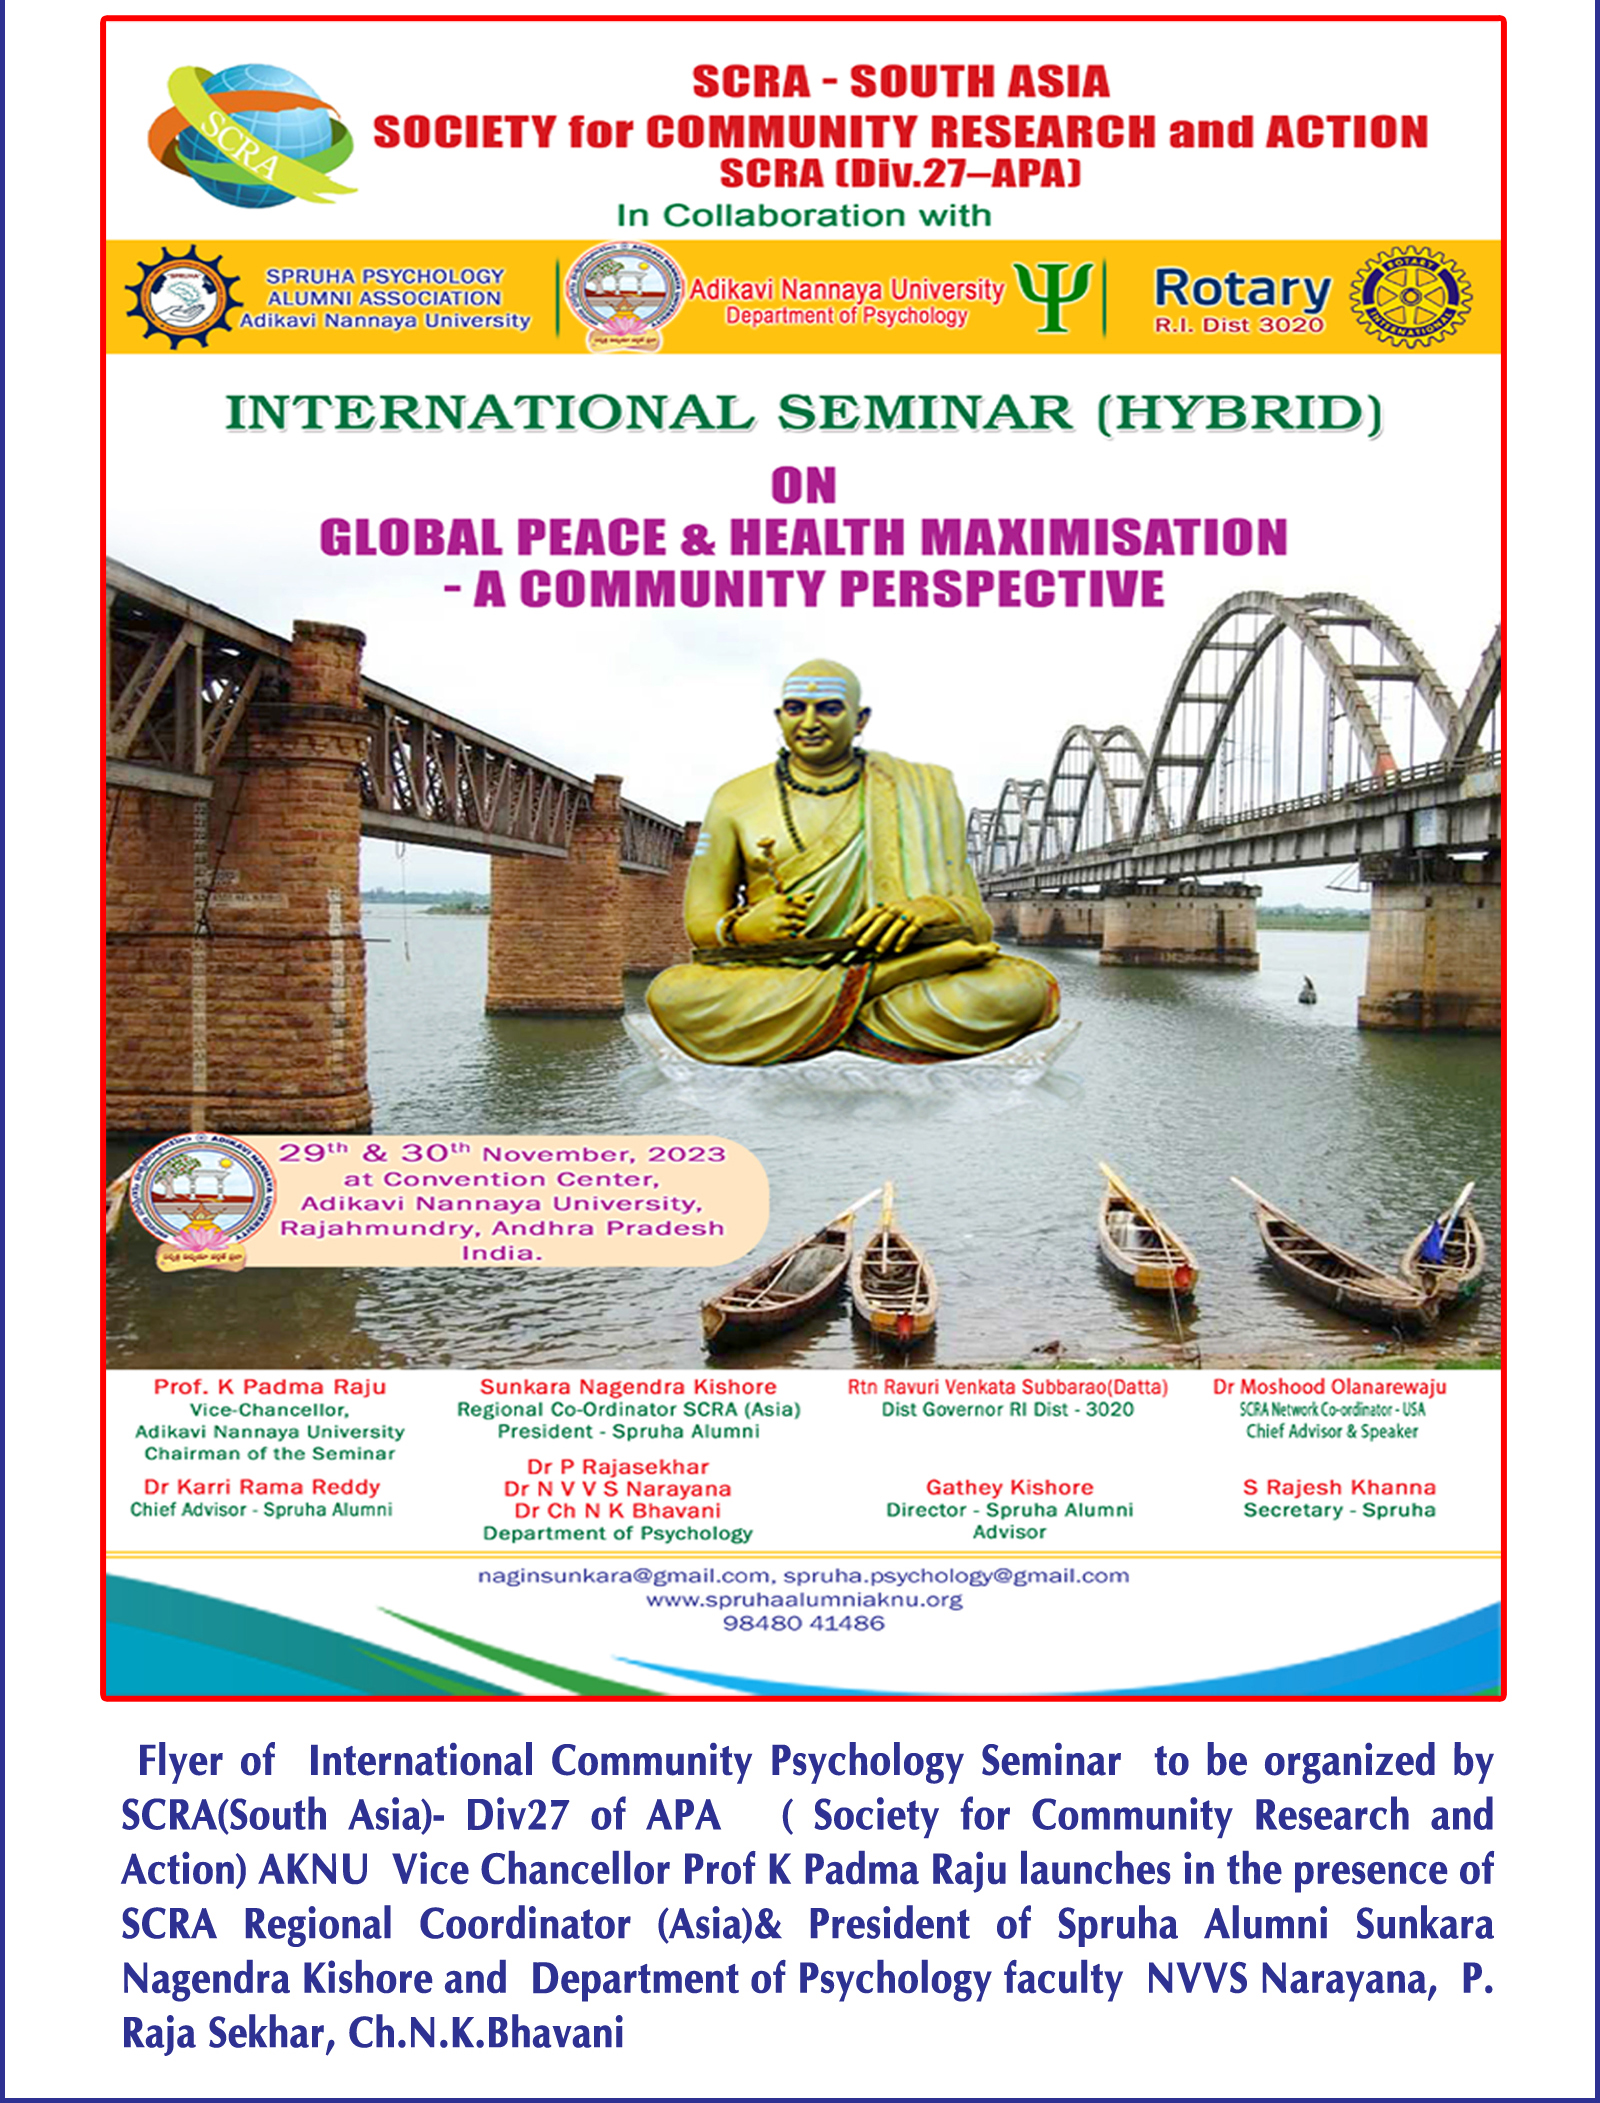 SCRA
SCRA - SOUTH ASIA
SOCIETY for COMMUNITY RESEARCH and ACTION
SCRA (Div.27–APA)
In Collaboration with
"SPRUHA"
SPRUHA PSYCHOLOGY
ALUMNI ASSOCIATION
Adikavi Nannaya University
Adikavi Nannaya University
Department of Psychology
Rotary
R.I. Dist 3020
ROTARY
INTERNATIONAL
INTERNATIONAL SEMINAR (HYBRID)
ON
GLOBAL PEACE & HEALTH MAXIMISATION
- A COMMUNITY PERSPECTIVE
ADIKAVI NANNAYA UNIVERSITY
29th & 30th November, 2023
at Convention Center,
Adikavi Nannaya University,
Rajahmundry, Andhra Pradesh
India.
Prof. K Padma Raju
Vice-Chancellor,
Adikavi Nannaya University
Chairman of the Seminar
Sunkara Nagendra Kishore
Regional Co-Ordinator SCRA (Asia)
President - Spruha Alumni
Rtn Ravuri Venkata Subbarao(Datta)
Dist Governor RI Dist - 3020
Dr Moshood Olanarewaju
SCRA Network Co-ordinator - USA
Chief Advisor & Speaker
Dr Karri Rama Reddy
Chief Advisor - Spruha Alumni
Dr P Rajasekhar
Dr N V V S Narayana
Dr Ch N K Bhavani
Department of Psychology
Gathey Kishore
Director - Spruha Alumni
Advisor
S Rajesh Khanna
Secretary - Spruha
naginsunkara@gmail.com, spruha.psychology@gmail.com
www.spruhaalumniaknu.org
98480 41486
Flyer of International Community Psychology Seminar to be organized by
SCRA(South Asia)- Div27 of APA ( Society for Community Research and
Action) AKNU Vice Chancellor Prof K Padma Raju launches in the presence of
SCRA Regional Coordinator (Asia)& President of Spruha Alumni Sunkara
Nagendra Kishore and Department of Psychology faculty NVVS Narayana, P.
Raja Sekhar, Ch.N.K.Bhavani